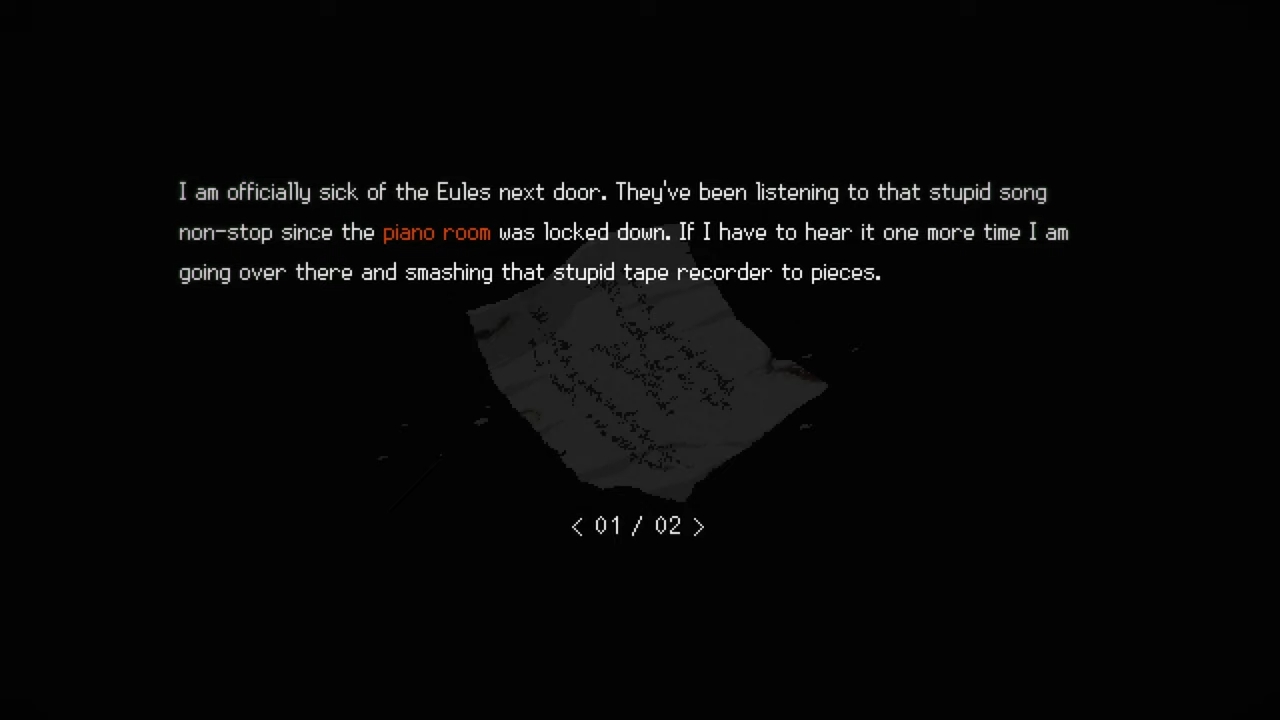 I am officially sick of the Eules next door. They've been listening to that stupid song
non-stop since the piano room was locked down. If I have to hear it one more time I am
going over there and smashing that stupid tape recorder to pieces.
< 01 / 02 >